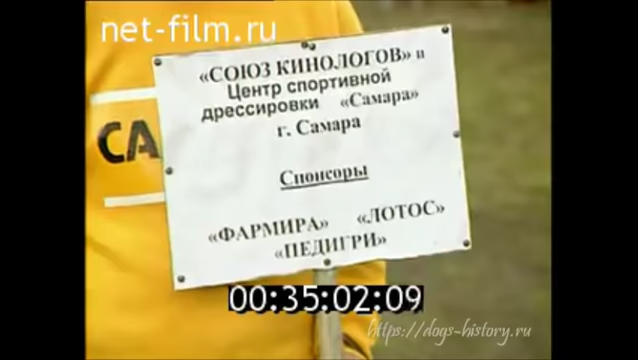 net-film.ru
«СОЮЗ КИНОЛОГОВ» и
Центр спортивной
дрессировки «Самара»
г. Самара
СА
Спонсоры
«ФАРМИРА» «ЛОТОС»
«ПЕДИГРИ»
00:35:02:09
https://dogs-history.ru